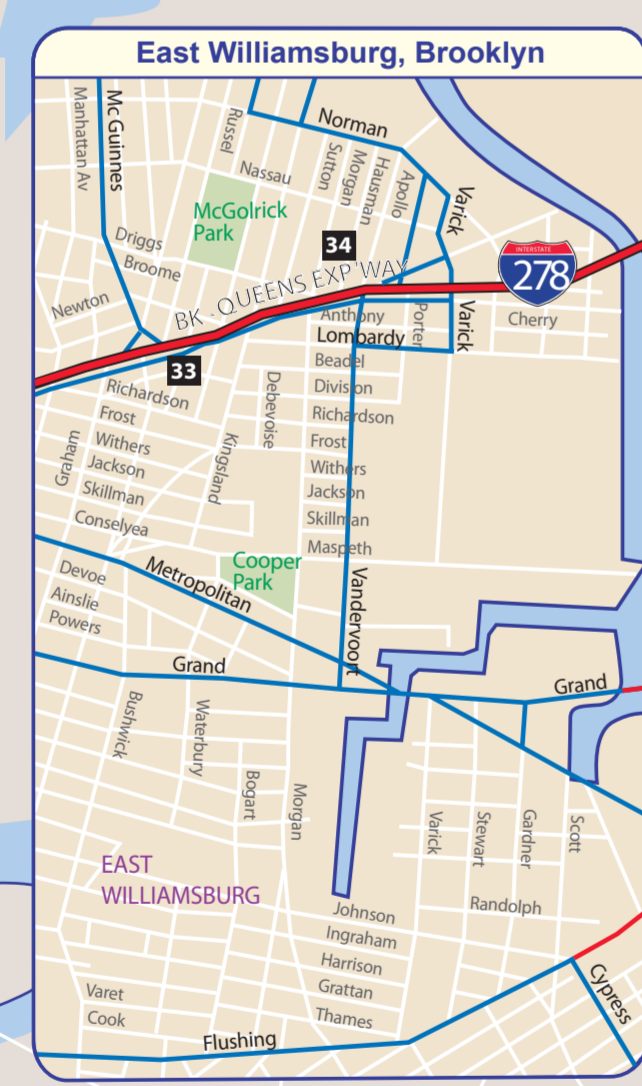 East Williamsburg, Brooklyn
Manhattan Av
Mc Guinnes
Russel
Norman
Nassau
Sutton
Morgan
Hausman
Apollo
Varick
McGolrick
Park
Driggs
Broome
34
INTERSTATE
278
BK - QUEENS EXP'WAY
Newton
Anthony
Porter
Varick
Cherry
Lombardy
33
Beadel
Division
Richardson
Debevoise
Richardson
Frost
Frost
Withers
Graham
Kingsland
Withers
Jackson
Jackson
Skillman
Skillman
Conselyea
Maspeth
Cooper
Park
Devoe
Metropolitan
Vandervoort
Ainslie
Powers
Grand
Grand
Bushwick
Waterbury
Bogart
Morgan
Varick
Stewart
Gardner
Scott
EAST
WILLIAMSBURG
Johnson
Randolph
Ingraham
Harrison
Grattan
Thames
Varet
Cook
Cypress
Flushing